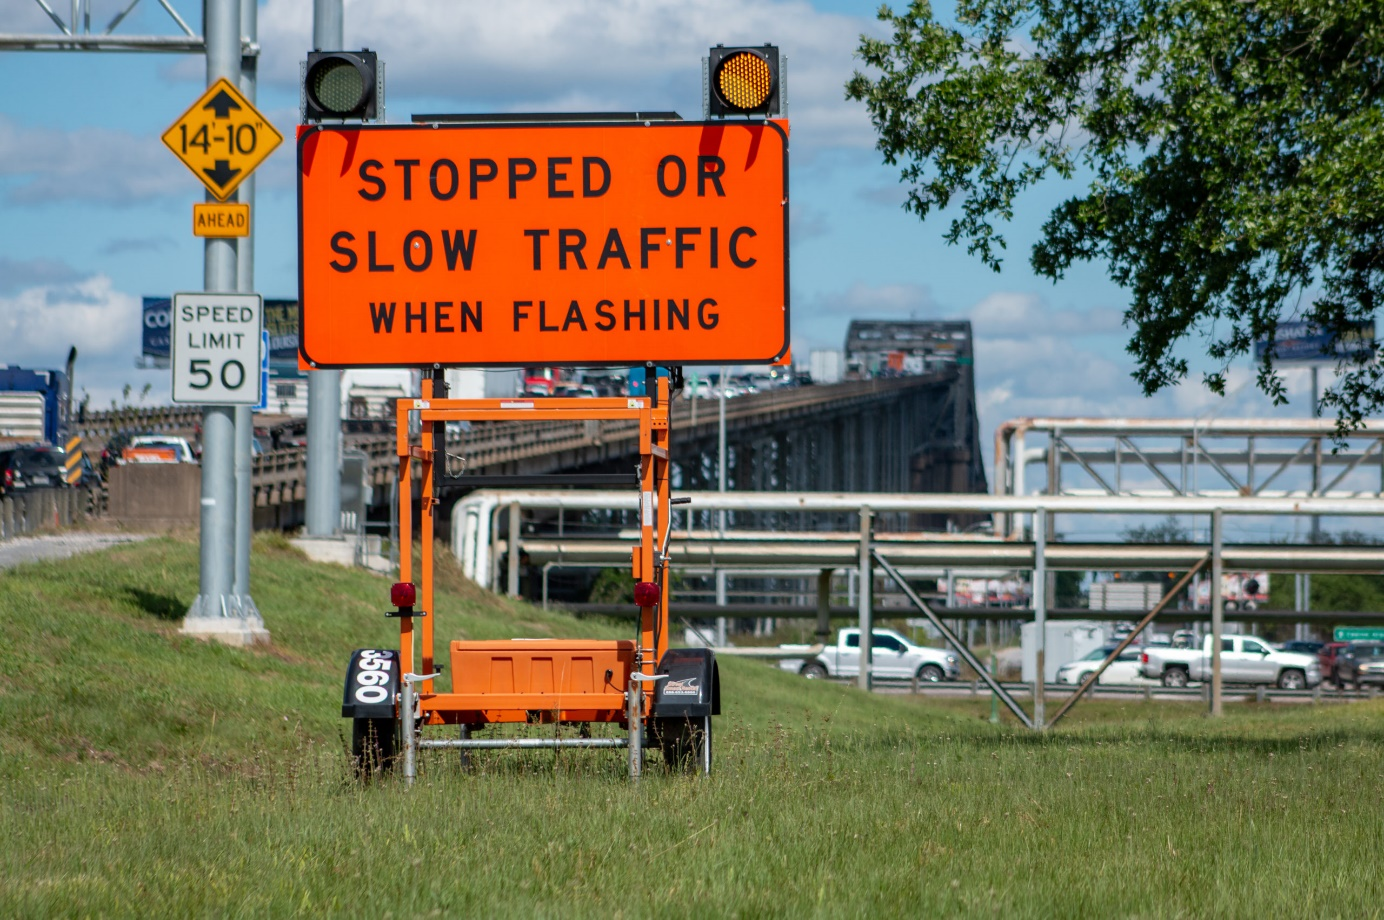 14'-10"
AHEAD
SPEED
LIMIT
50
STOPPED OR
SLOW TRAFFIC
WHEN FLASHING
3560